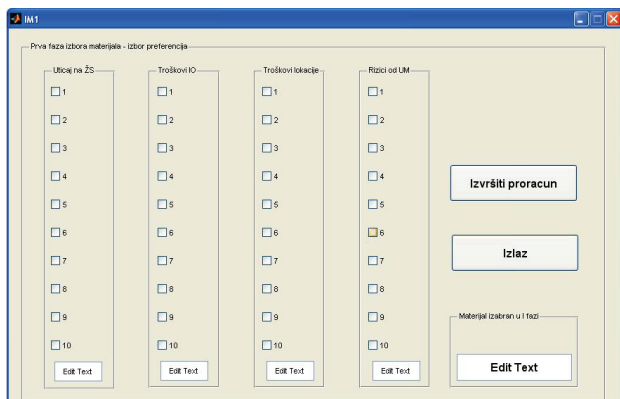 IM1
Prva faza izbora materijala - izbor preferencija
Uticaj na ŽS
1
2
3
4
5
6
7
8
9
10
Edit Text
Troškovi IO
1
2
3
4
5
6
7
8
9
10
Edit Text
Troškovi lokacije
1
2
3
4
5
6
7
8
9
10
Edit Text
Rizici od UM
1
2
3
4
5
6
7
8
9
10
Edit Text
Izvršiti proracun
Izlaz
Materijal izabran u I fazi
Edit Text